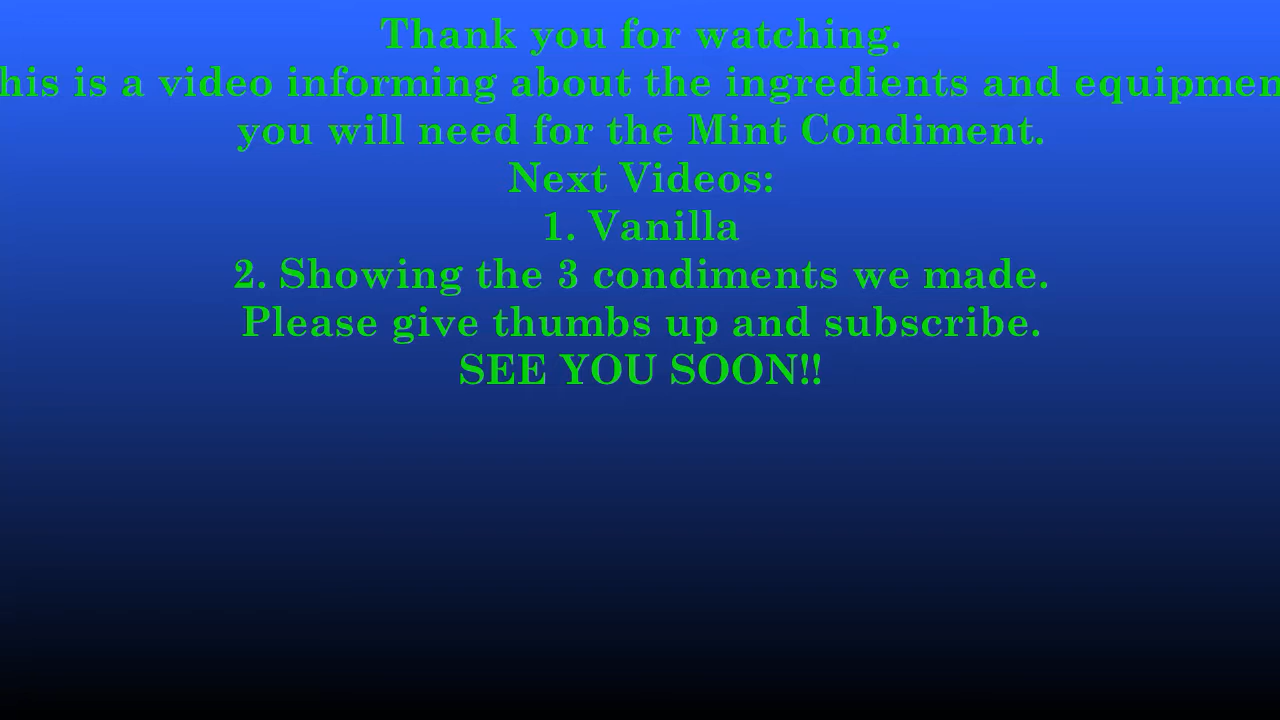 Thank you for watching.
his is a video informing about the ingredients and equipmen
you will need for the Mint Condiment.
Next Videos:
1. Vanilla
2. Showing the 3 condiments we made.
Please give thumbs up and subscribe.
SEE YOU SOON!!